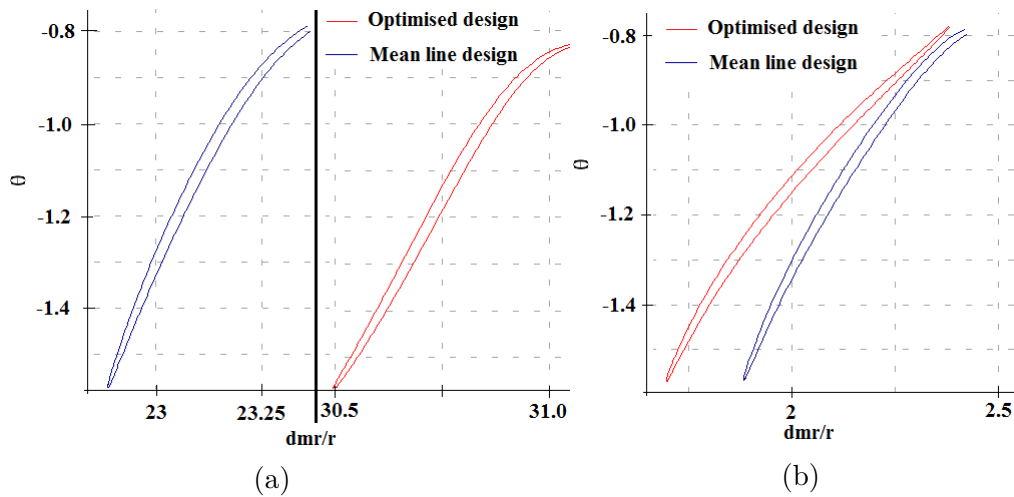 Optimised design
Mean line design
-0.8
-1.0
-1.2
-1.4
θ
23
23.25
30.5
31.0
dmr/r
(a)
Optimised design
Mean line design
-0.8
-1.0
-1.2
-1.4
θ
2
2.5
dmr/r
(b)